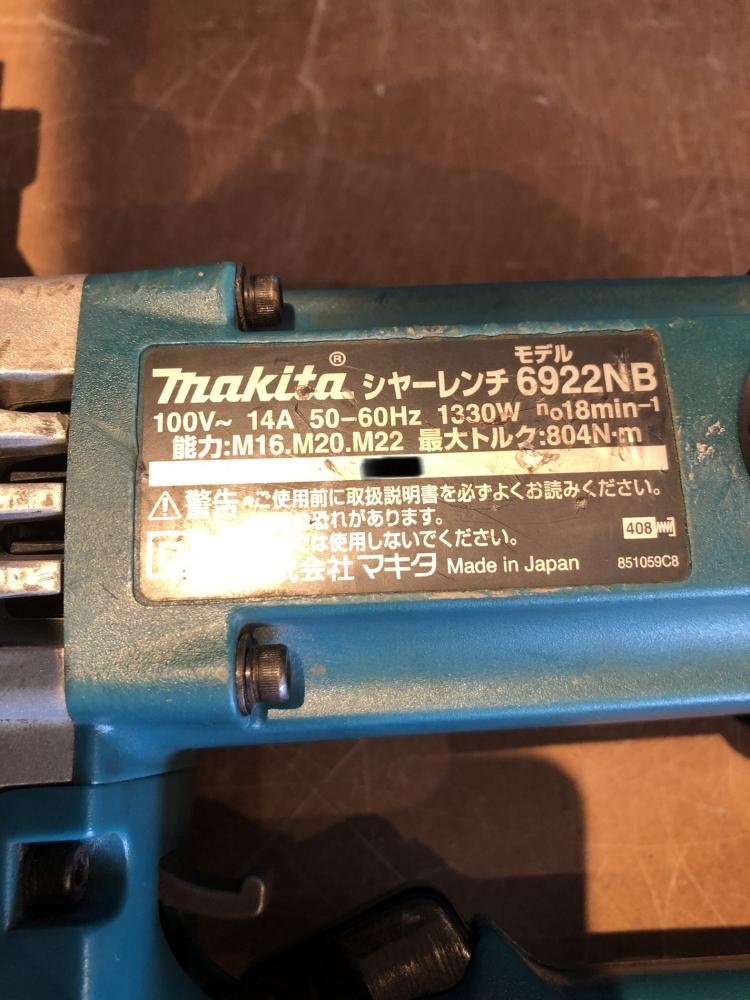 makita® シャーレンチ モデル 6922NB
100V~ 14A 50-60Hz 1330W n₀18min⁻¹
能力:M16.M20.M22 最大トルク:804N·m
⚠警告 ●ご使用前に取扱説明書を必ずよくお読みください。
恐れがあります。
は使用しないでください。
408
式会社 マキタ Made in Japan 851059C8